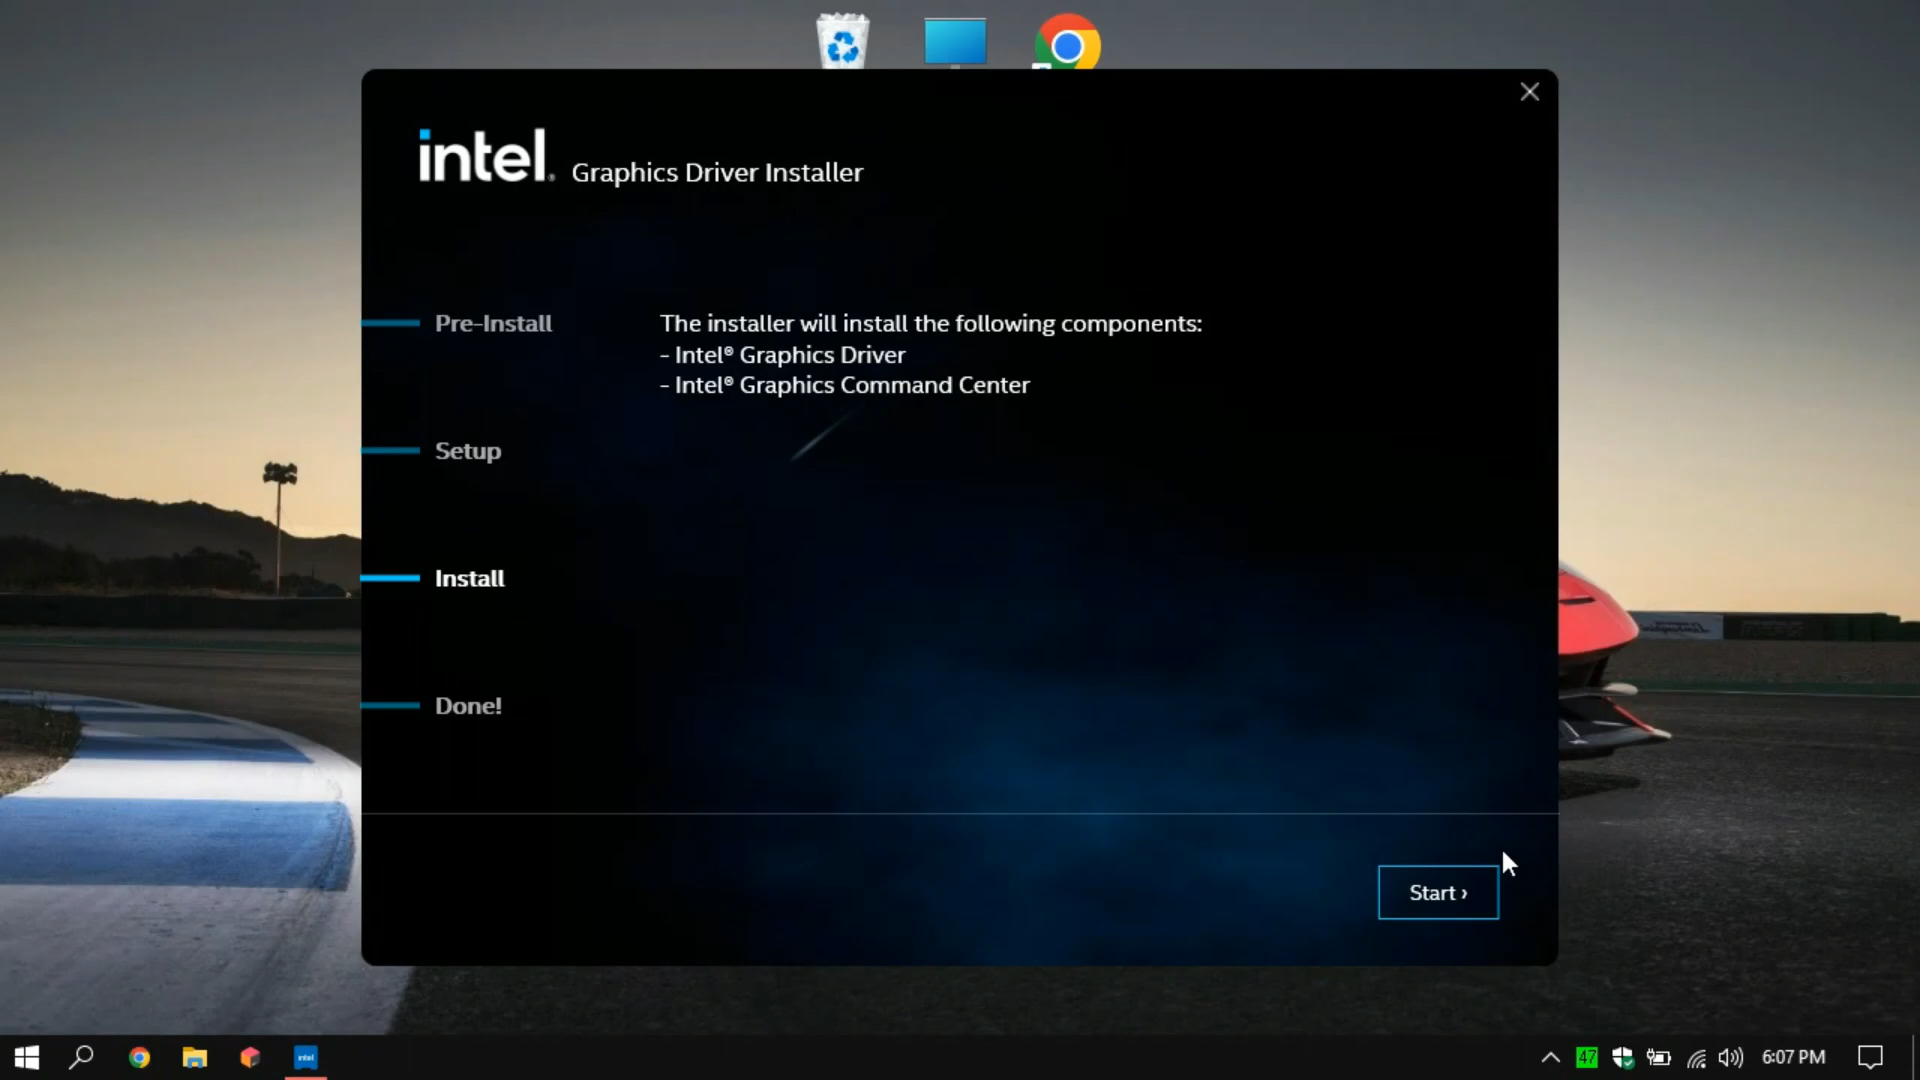 intel.
Graphics Driver Installer
Pre-Install
The installer will install the following components:
- Intel® Graphics Driver
- Intel® Graphics Command Center
Setup
Install
Done!
Start ›
intel
47
6:07 PM